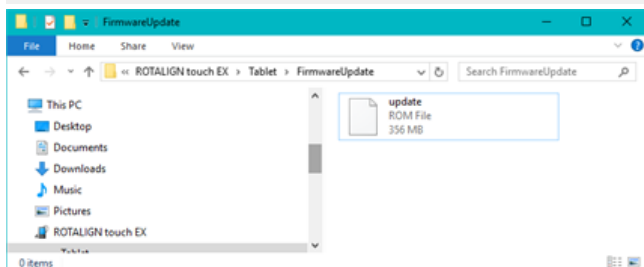 FirmwareUpdate
File Home Share View
« ROTALIGN touch EX > Tablet > FirmwareUpdate Search FirmwareUpdate
This PC
Desktop
Documents
Downloads
Music
Pictures
ROTALIGN touch EX
update
ROM File
356 MB
0 items